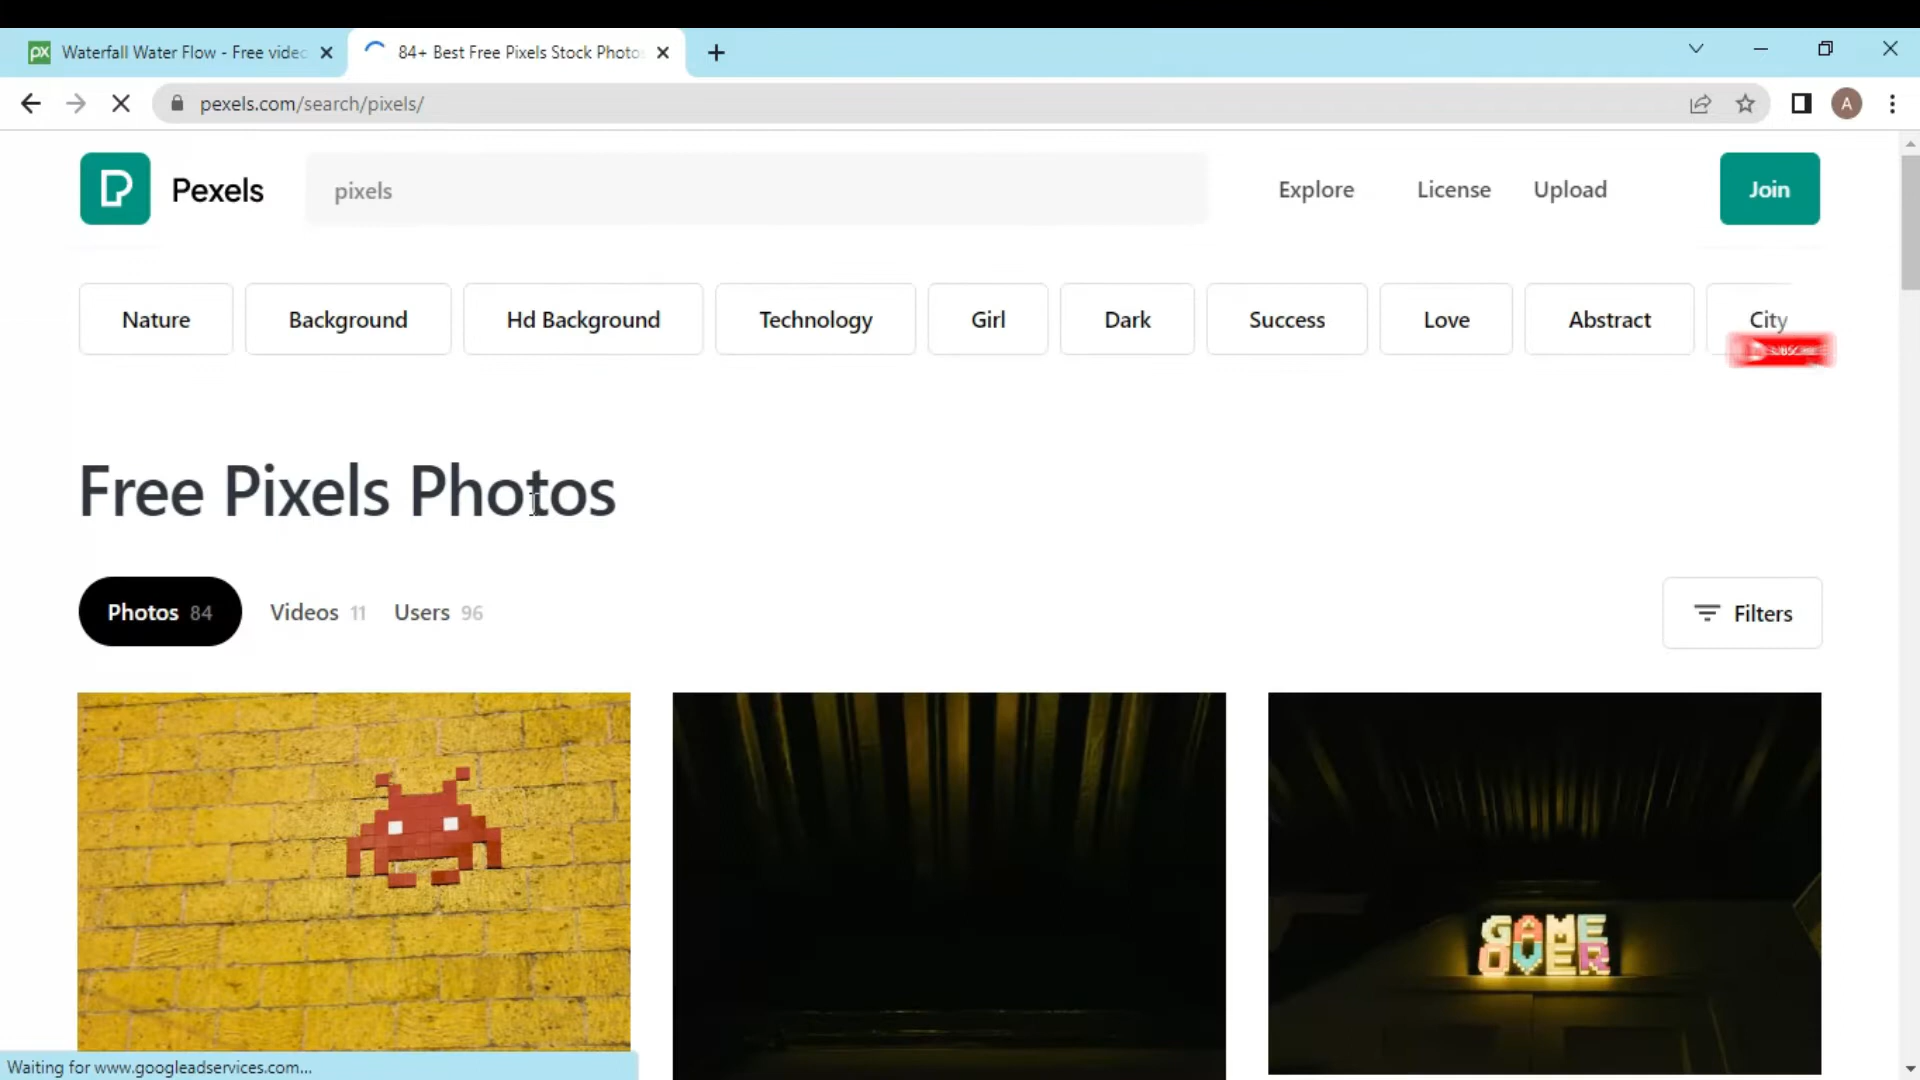 px Waterfall Water Flow - Free videc
84+ Best Free Pixels Stock Photo
pexels.com/search/pixels/
A
Pexels
pixels
Explore
License
Upload
Join
Nature
Background
Hd Background
Technology
Girl
Dark
Success
Love
Abstract
City
Free Pixels Photos
Photos 84
Videos 11
Users 96
Filters
GAME
OVER
Waiting for www.googleadservices.com...